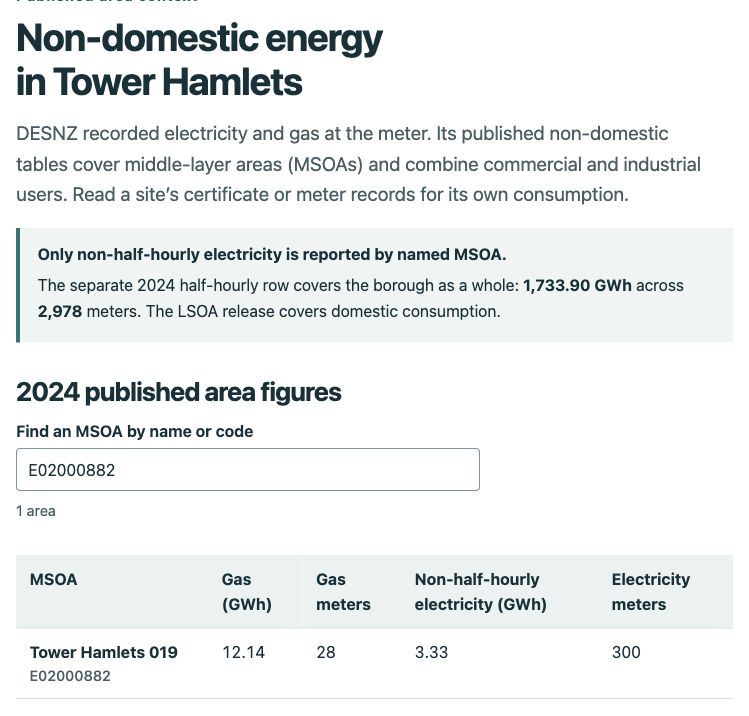 Non-domestic energy
in Tower Hamlets
DESNZ recorded electricity and gas at the meter. Its published non-domestic
tables cover middle-layer areas (MSOAs) and combine commercial and industrial
users. Read a site’s certificate or meter records for its own consumption.
Only non-half-hourly electricity is reported by named MSOA.
The separate 2024 half-hourly row covers the borough as a whole: 1,733.90 GWh across
2,978 meters. The LSOA release covers domestic consumption.
2024 published area figures
Find an MSOA by name or code
E02000882
1 area
MSOA Gas (GWh) Gas meters Non-half-hourly electricity (GWh) Electricity meters
Tower Hamlets 019 12.14 28 3.33 300
E02000882